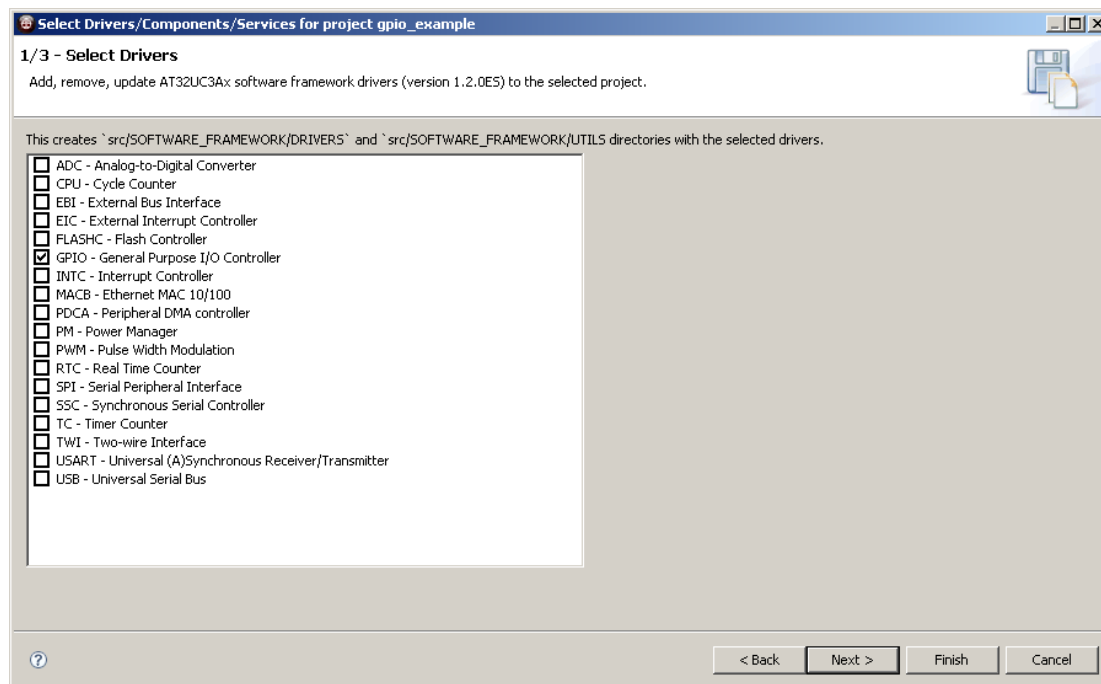 Select Drivers/Components/Services for project gpio_example
1/3 - Select Drivers
Add, remove, update AT32UC3Ax software framework drivers (version 1.2.0ES) to the selected project.
This creates `src/SOFTWARE_FRAMEWORK/DRIVERS` and `src/SOFTWARE_FRAMEWORK/UTILS directories with the selected drivers.
ADC - Analog-to-Digital Converter
CPU - Cycle Counter
EBI - External Bus Interface
EIC - External Interrupt Controller
FLASHC - Flash Controller
GPIO - General Purpose I/O Controller
INTC - Interrupt Controller
MACB - Ethernet MAC 10/100
PDCA - Peripheral DMA controller
PM - Power Manager
PWM - Pulse Width Modulation
RTC - Real Time Counter
SPI - Serial Peripheral Interface
SSC - Synchronous Serial Controller
TC - Timer Counter
TWI - Two-wire Interface
USART - Universal (A)Synchronous Receiver/Transmitter
USB - Universal Serial Bus
? < Back Next > Finish Cancel